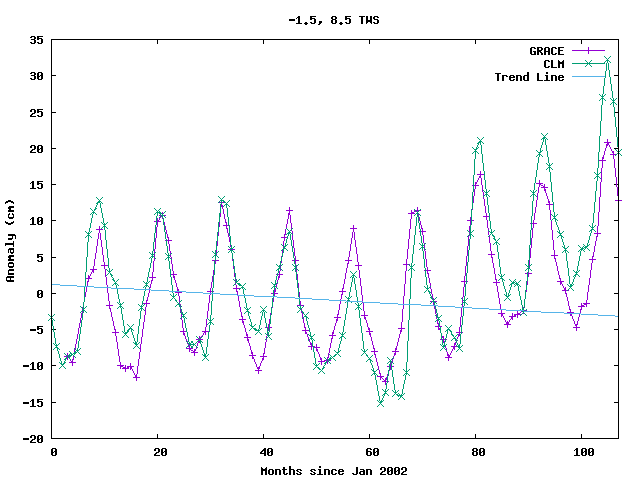 -1.5, 8.5 TWS
35
30
25
20
15
10
5
0
-5
-10
-15
-20
Anomaly (cm)
GRACE
CLM
Trend Line
0 20 40 60 80 100
Months since Jan 2002